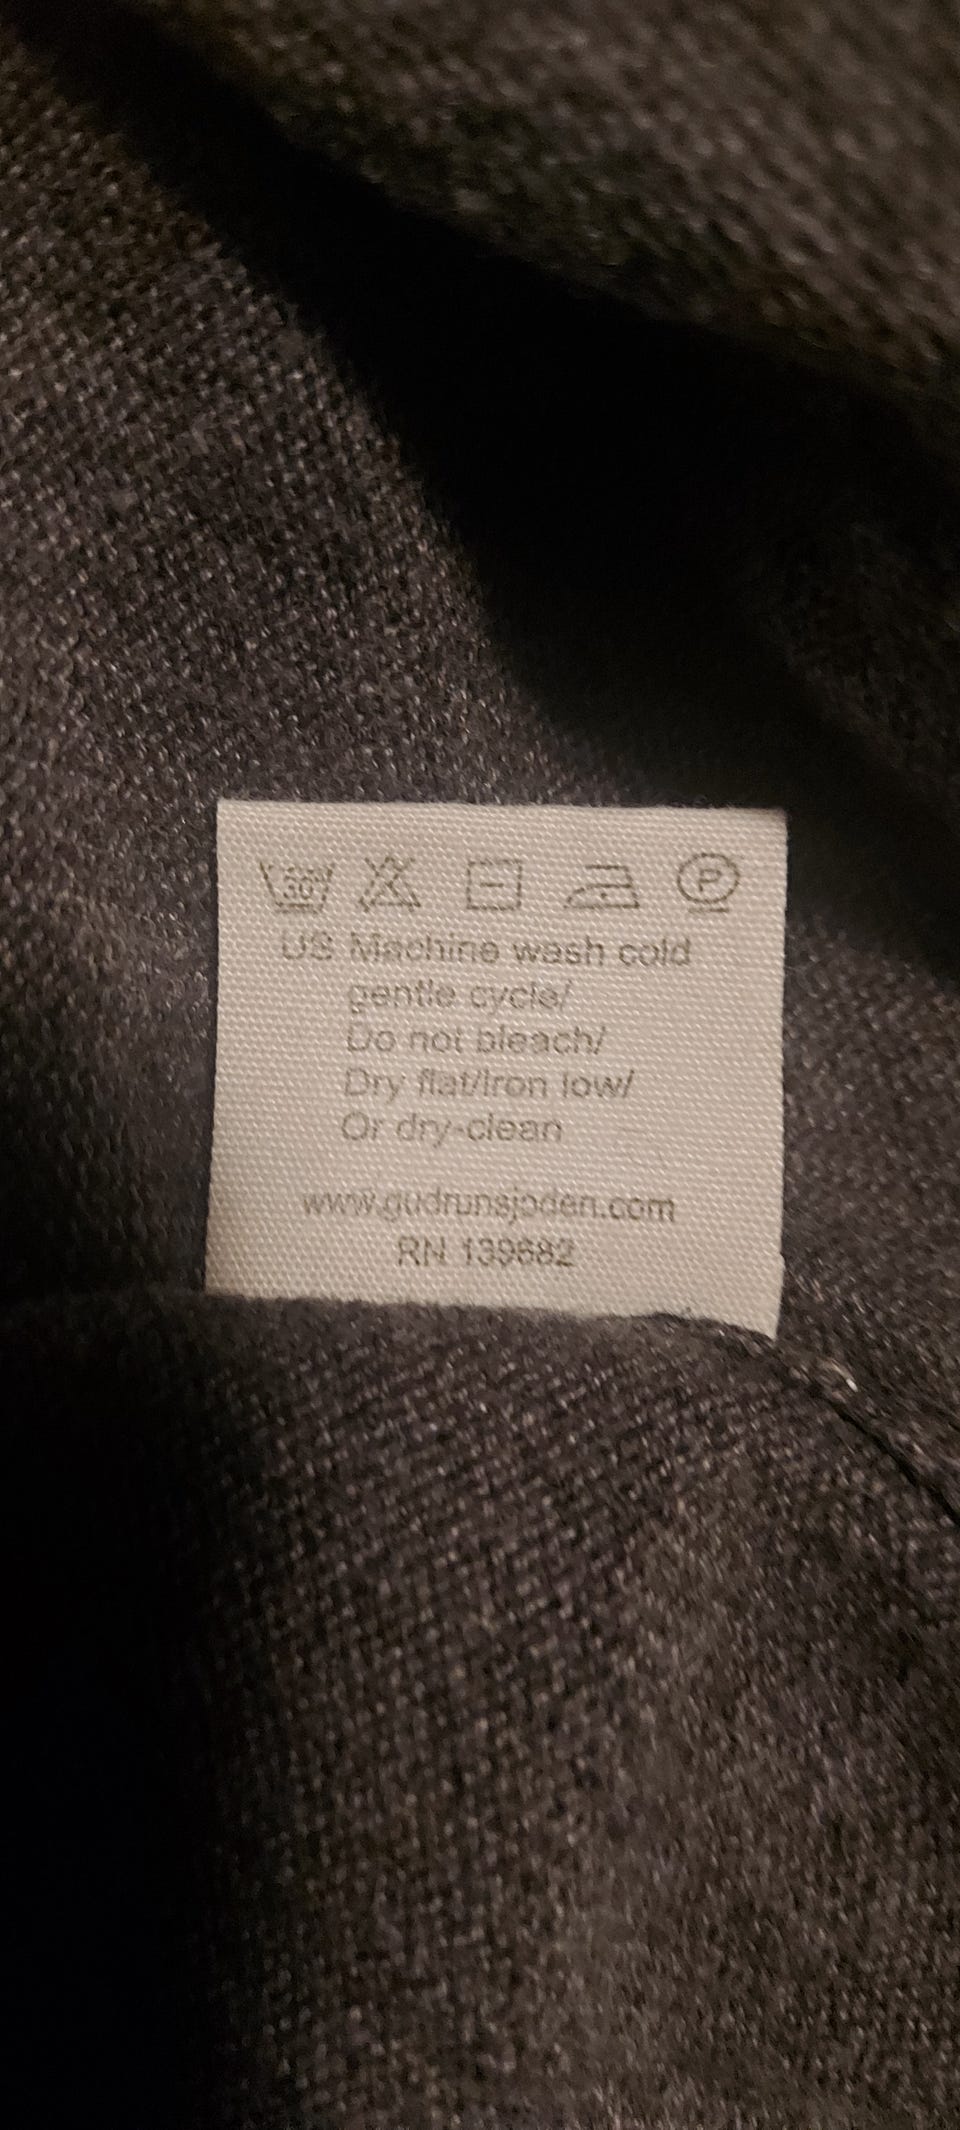 30 P
US Machine wash cold
gentle cycle/
Do not bleach/
Dry flat/Iron low/
Or dry-clean
www.gudrunsjoden.com
RN 139682